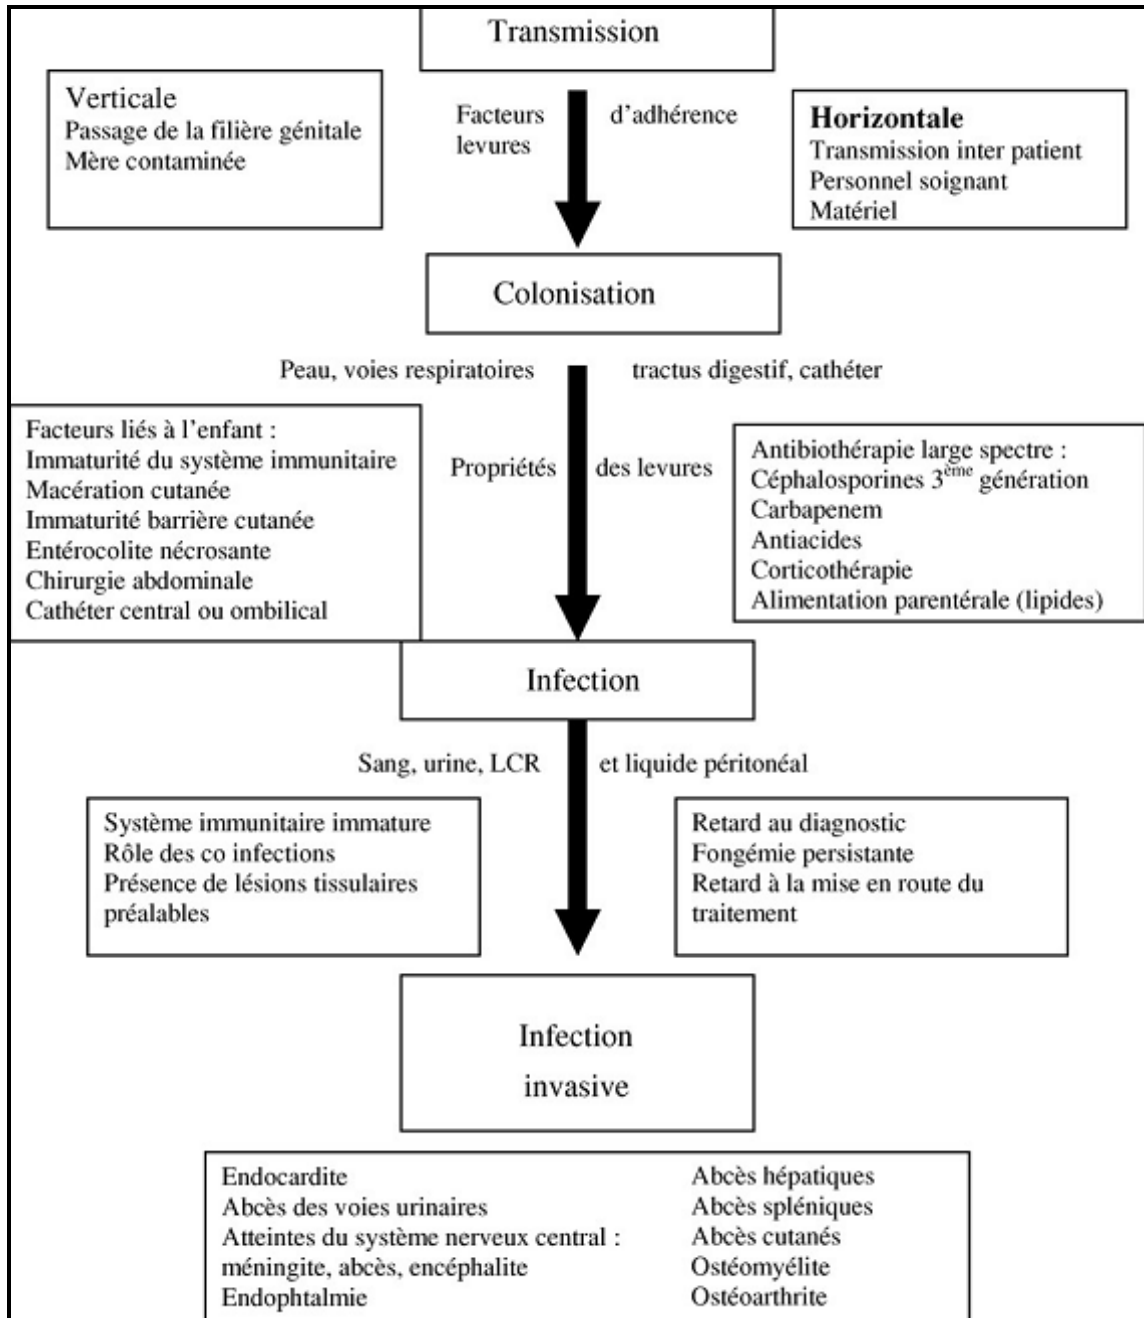 Transmission
Verticale
Passage de la filière génitale
Mère contaminée
Facteurs d'adhérence
levures
Horizontale
Transmission inter patient
Personnel soignant
Matériel
Colonisation
Peau, voies respiratoires tractus digestif, cathéter
Facteurs liés à l'enfant :
Immaturité du système immunitaire
Macération cutanée
Immaturité barrière cutanée
Entérocolite nécrosante
Chirurgie abdominale
Cathéter central ou ombilical
Propriétés des levures
Antibiothérapie large spectre :
Céphalosporines 3ème génération
Carbapenem
Antiacides
Corticothérapie
Alimentation parentérale (lipides)
Infection
Sang, urine, LCR et liquide péritonéal
Système immunitaire immature
Rôle des co infections
Présence de lésions tissulaires
préalables
Retard au diagnostic
Fongémie persistante
Retard à la mise en route du
traitement
Infection
invasive
Endocardite
Abcès des voies urinaires
Atteintes du système nerveux central :
méningite, abcès, encéphalite
Endophtalmie
Abcès hépatiques
Abcès spléniques
Abcès cutanés
Ostéomyélite
Ostéoarthrite